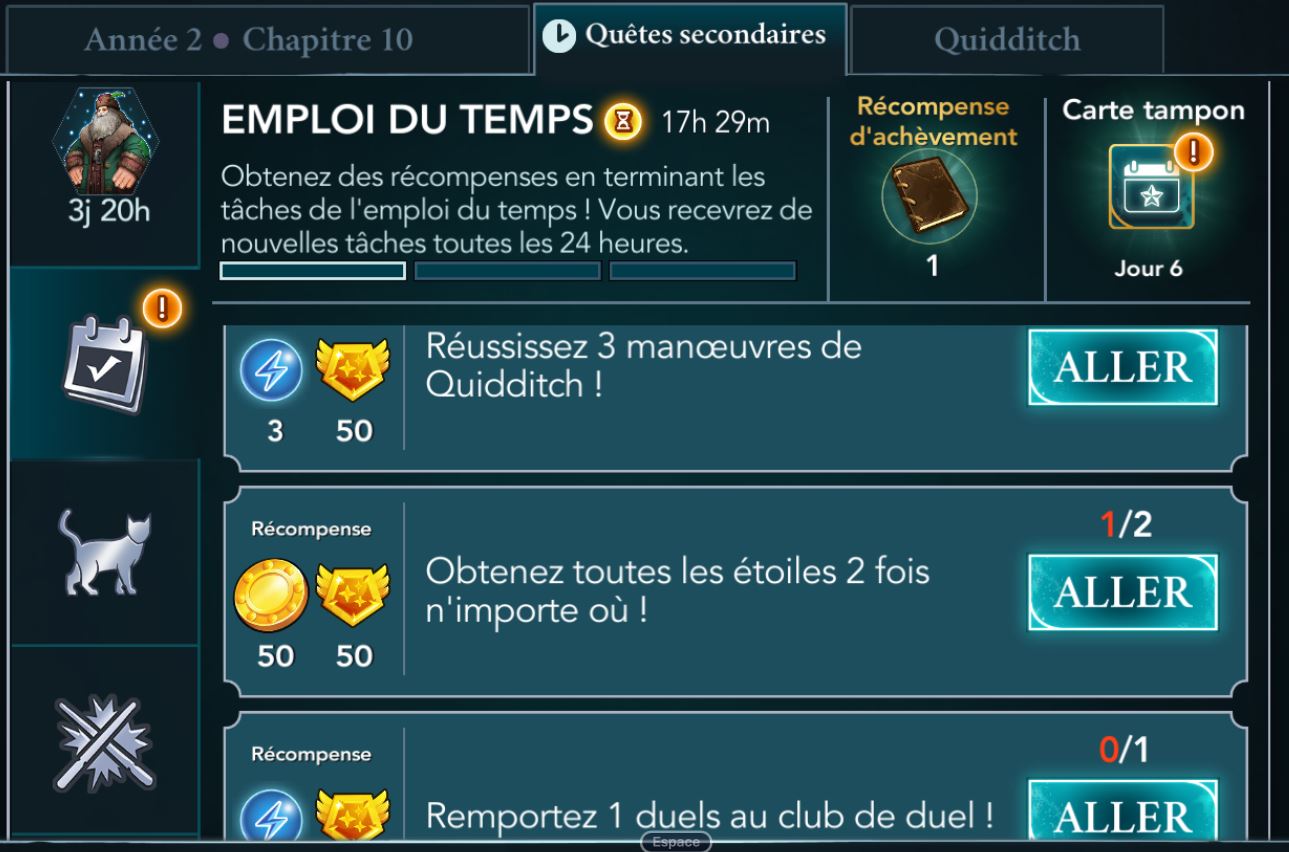 Année 2 • Chapitre 10
Quêtes secondaires
Quidditch
3j 20h
EMPLOI DU TEMPS
17h 29m
Obtenez des récompenses en terminant les
tâches de l'emploi du temps ! Vous recevrez de
nouvelles tâches toutes les 24 heures.
Récompense
d'achèvement
1
Carte tampon
!
Jour 6
!
Réussissez 3 manœuvres de
Quidditch !
3 50
ALLER
Récompense
50 50
Obtenez toutes les étoiles 2 fois
n'importe où !
1/2
ALLER
Récompense
Remportez 1 duels au club de duel !
0/1
ALLER
Espace